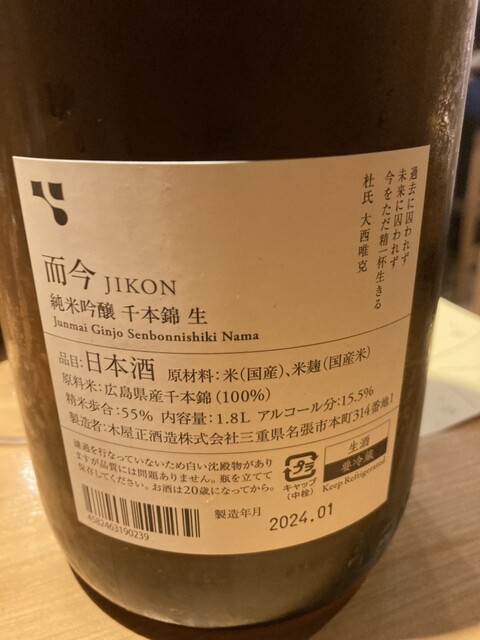 過去に囚われず
未来に囚われず
今をただ精一杯生きる
杜氏 大西唯克
而今 JIKON
純米吟醸 千本錦 生
Junmai Ginjo Senbonnishiki Nama
品目:日本酒 原材料:米(国産)、米麹(国産米)
原料米:広島県産千本錦(100%)
精米歩合:55% 内容量:1.8L アルコール分:15.5%
製造者:木屋正酒造株式会社三重県名張市本町314番地1
濾過を行なっていないため白い沈殿物があり
ますが品質には問題ありません。瓶を立てて
保存してください。お酒は20歳になってから。
プラ
キャップ
(中栓)
生酒
要冷蔵
Keep Refrigerated
4582463190239
製造年月 2024.01